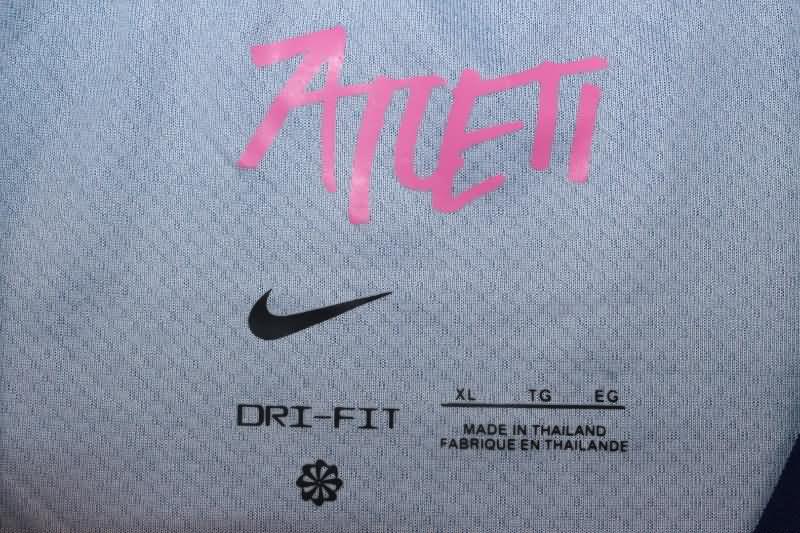 ATLETI
DRI-FIT
XL TG EG
MADE IN THAILAND
FABRIQUE EN THAILANDE